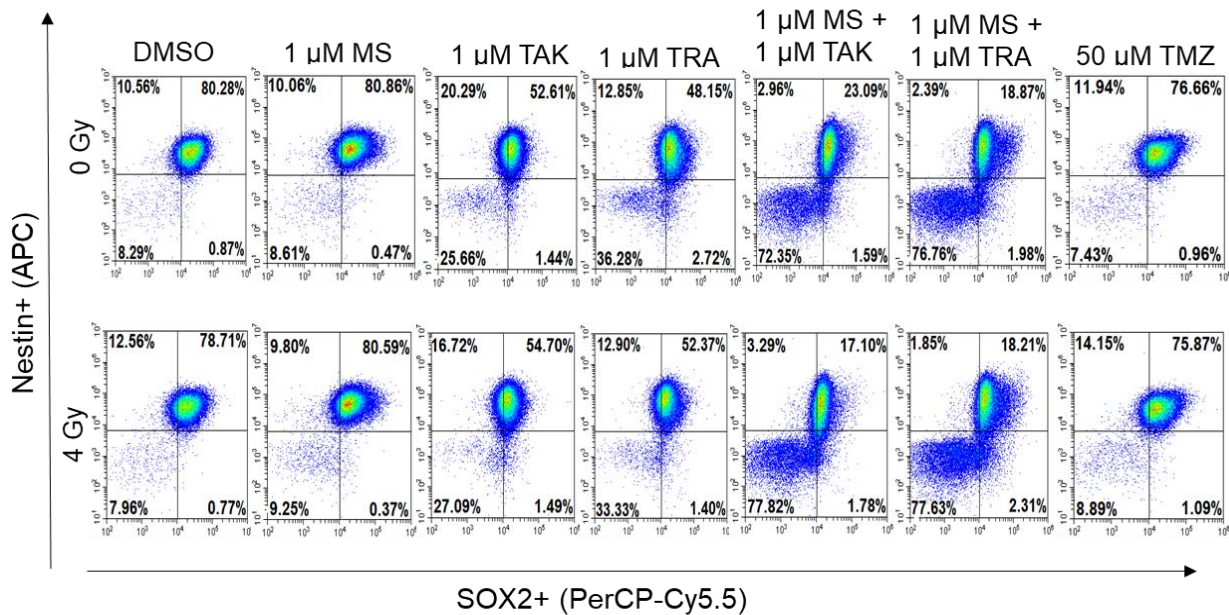 DMSO
1 µM MS
1 µM TAK
1 µM TRA
1 µM MS +
1 µM TAK
1 µM MS +
1 µM TRA
50 µM TMZ
Nestin+ (APC)
0 Gy
10.56% 80.28%
8.29% 0.87%
10.06% 80.86%
8.61% 0.47%
20.29% 52.61%
25.66% 1.44%
12.85% 48.15%
36.28% 2.72%
2.96% 23.09%
72.35% 1.59%
2.39% 18.87%
76.76% 1.98%
11.94% 76.66%
7.43% 0.96%
4 Gy
12.56% 78.71%
7.96% 0.77%
9.80% 80.59%
9.25% 0.37%
16.72% 54.70%
27.09% 1.49%
12.90% 52.37%
33.33% 1.40%
3.29% 17.10%
77.82% 1.78%
1.85% 18.21%
77.63% 2.31%
14.15% 75.87%
8.89% 1.09%
SOX2+ (PerCP-Cy5.5)